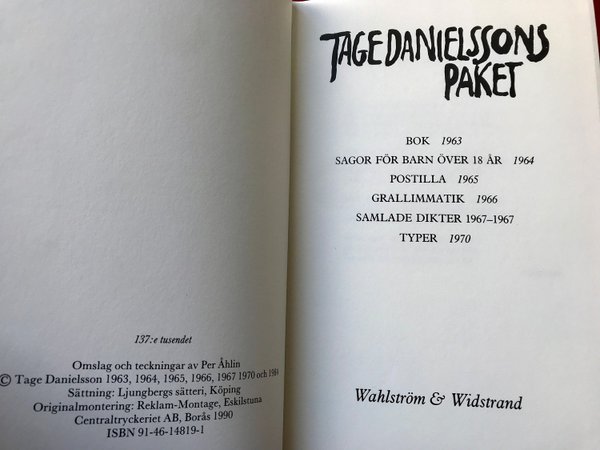 137:e tusendet
Omslag och teckningar av Per Åhlin
© Tage Danielsson 1963, 1964, 1965, 1966, 1967 1970 och 1984
Sättning: Ljungbergs sätteri, Köping
Originalmontering: Reklam-Montage, Eskilstuna
Centraltryckeriet AB, Borås 1990
ISBN 91-46-14819-1
TAGE DANIELSSONS
PAKET
BOK 1963
SAGOR FÖR BARN ÖVER 18 ÅR 1964
POSTILLA 1965
GRALLIMMATIK 1966
SAMLADE DIKTER 1967–1967
TYPER 1970
Wahlström & Widstrand